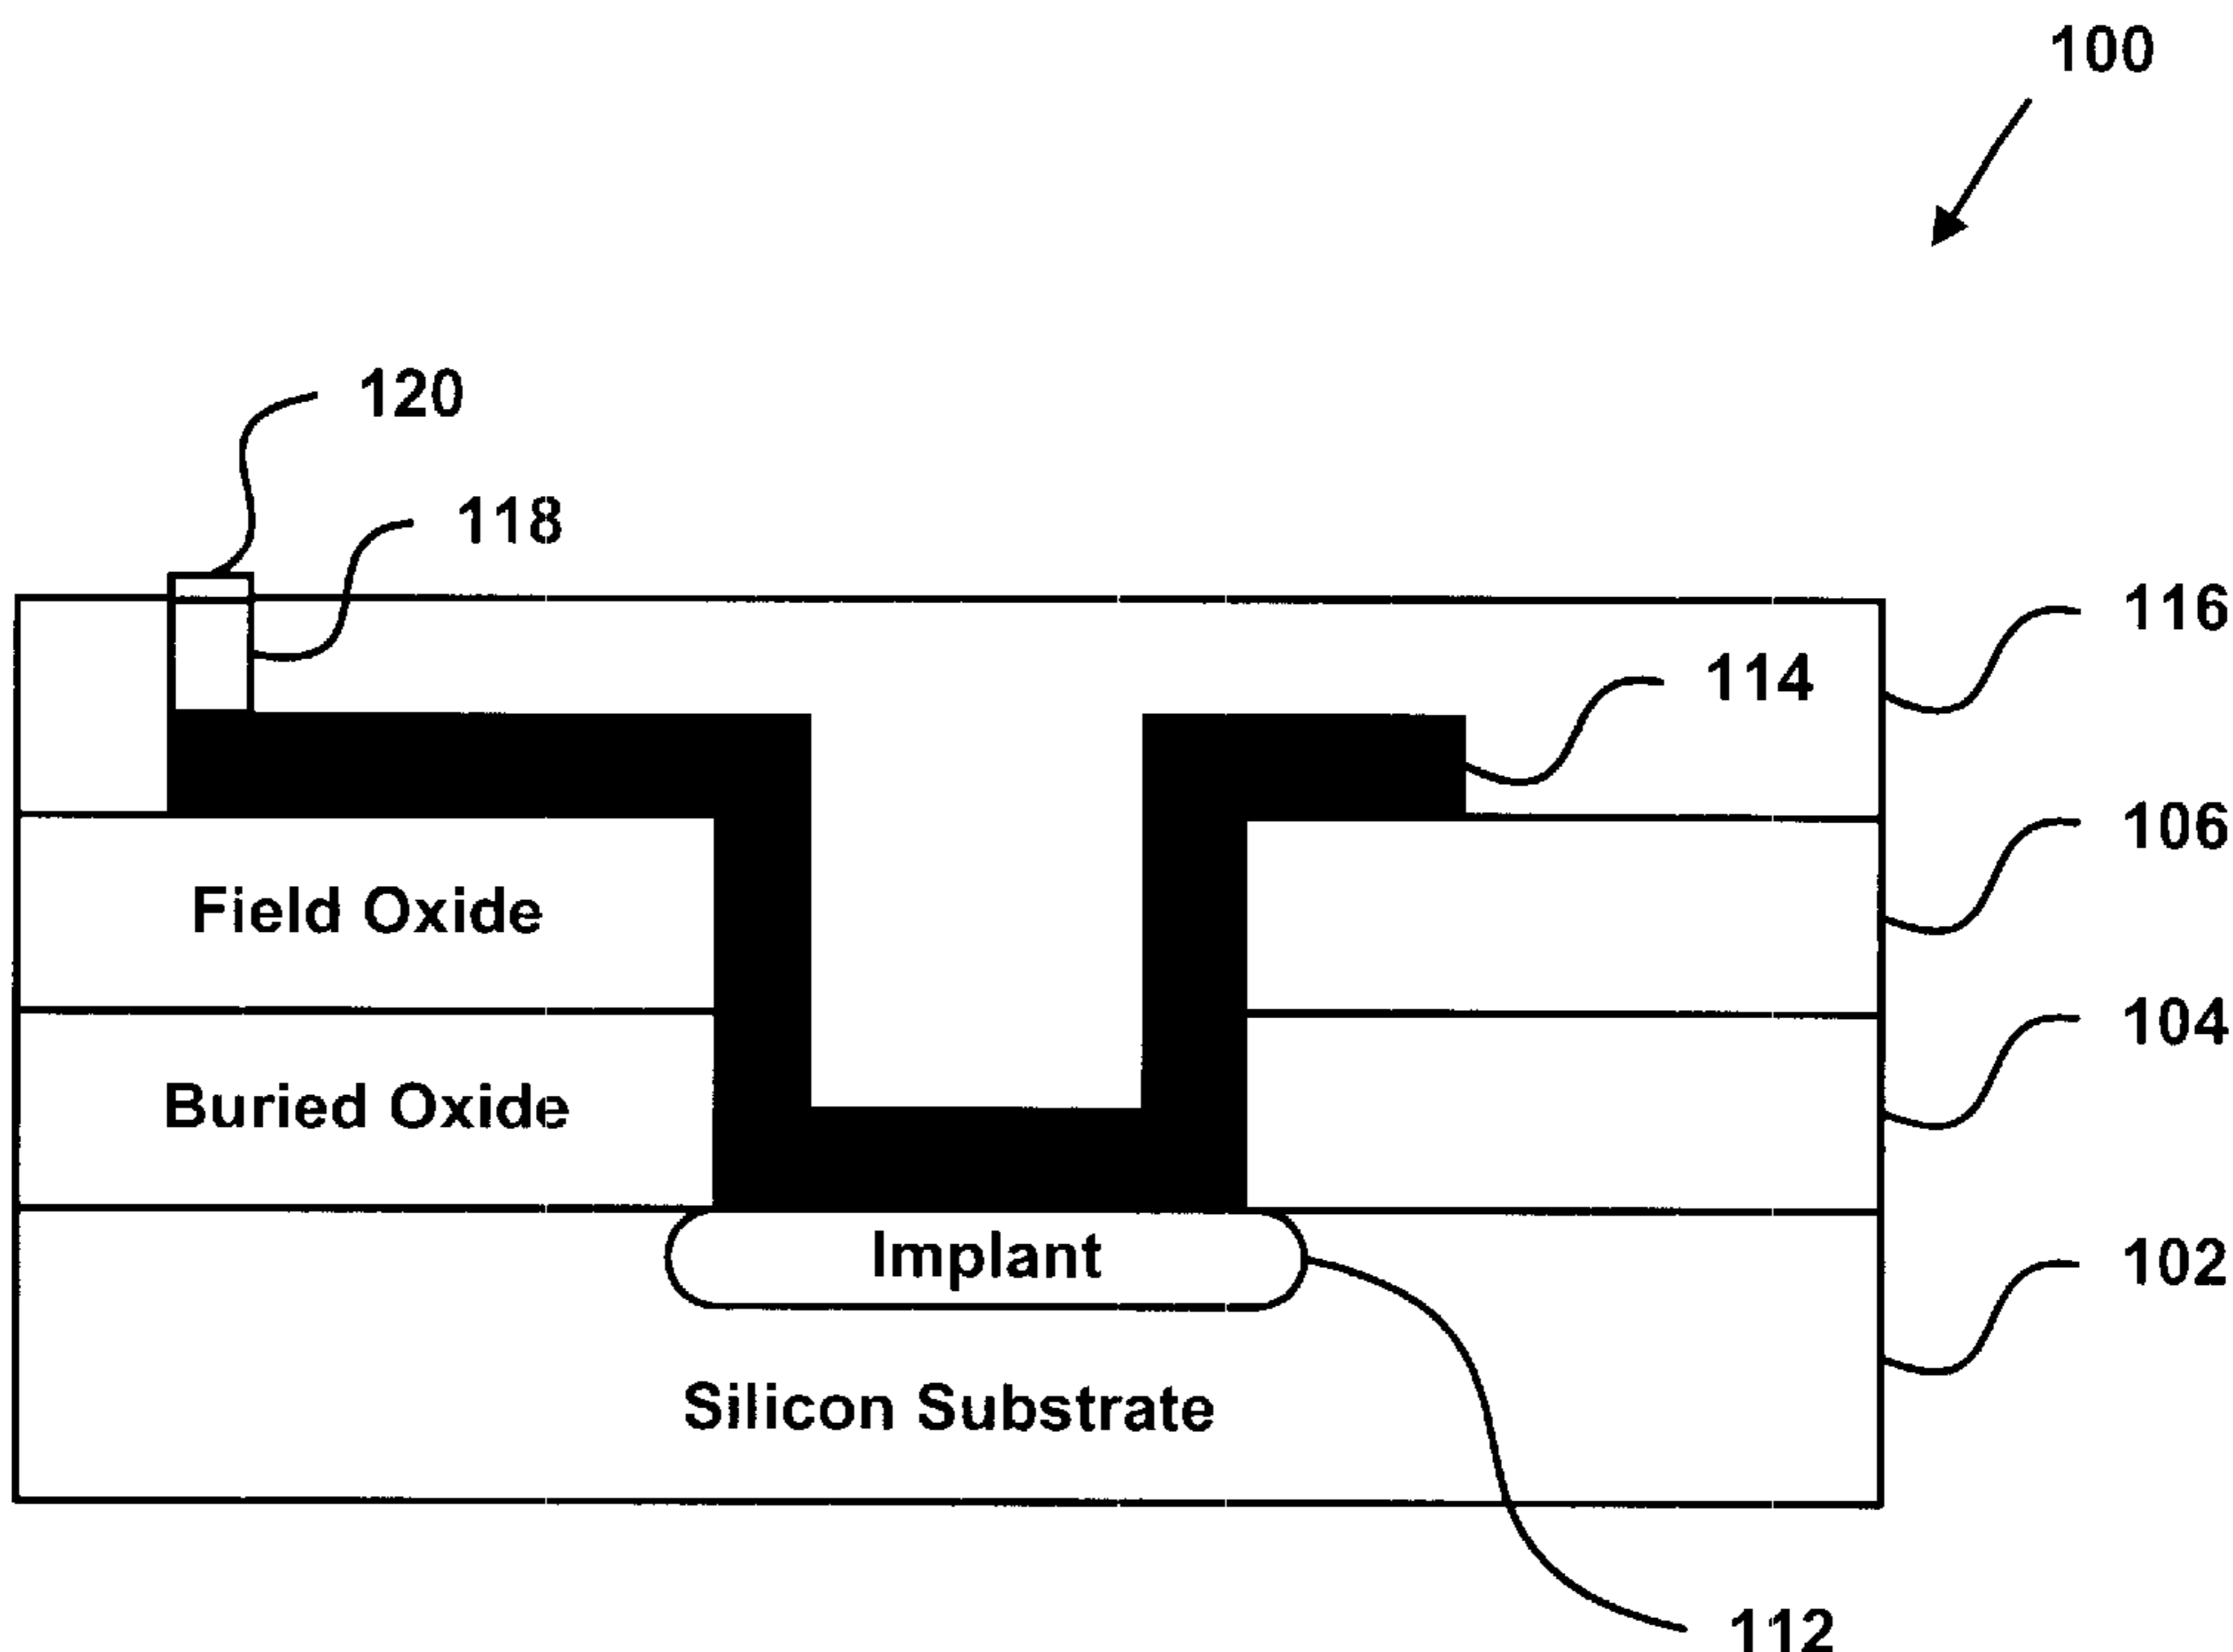 100
120
118
116
114
106
Field Oxide
104
Buried Oxide
Implant
102
Silicon Substrate
112